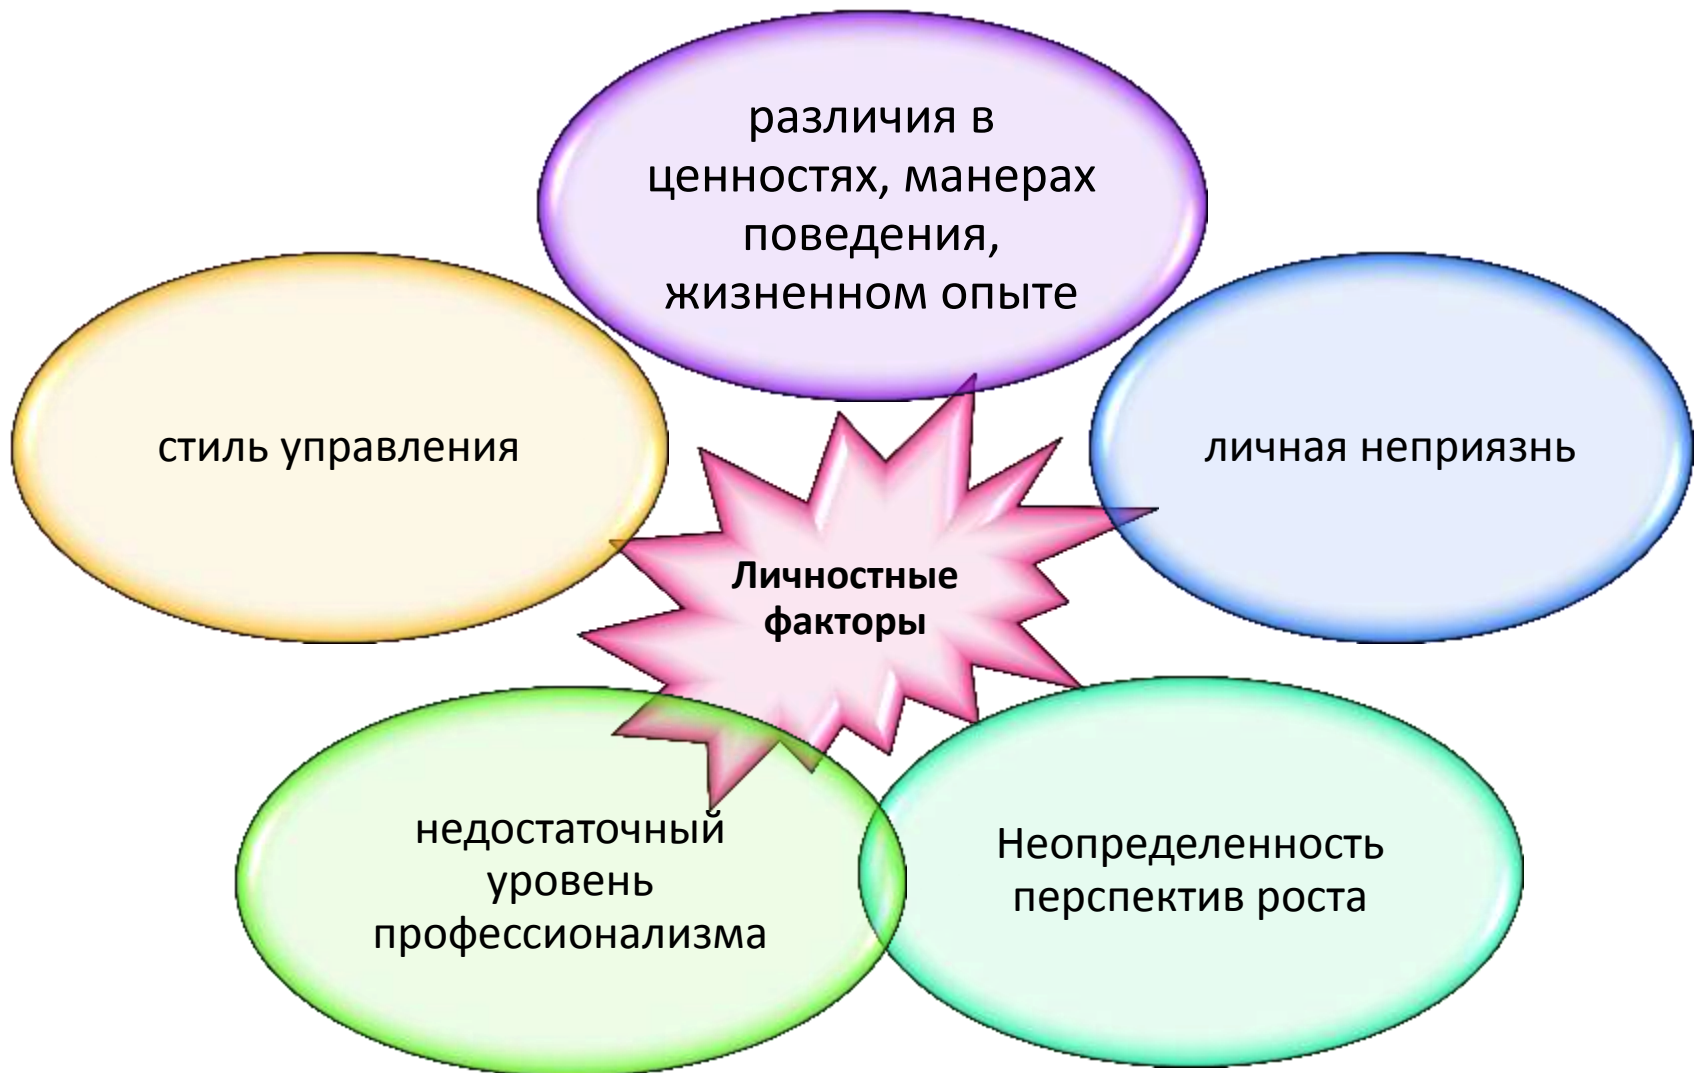 различия в
ценностях, манерах
поведения,
жизненном опыте
стиль управления
личная неприязнь
Личностные
факторы
недостаточный
уровень
профессионализма
Неопределенность
перспектив роста